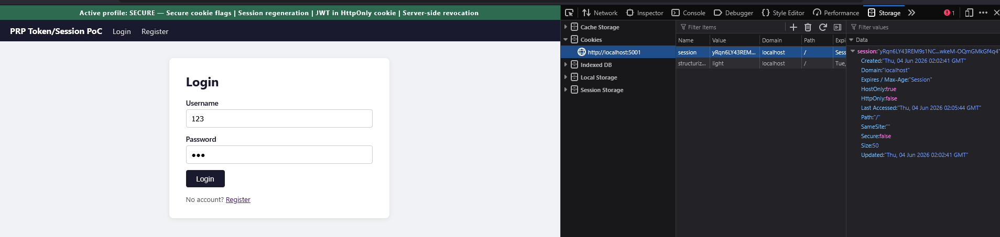 Active profile: SECURE — Secure cookie flags | Session regeneration | JWT in HttpOnly cookie | Server-side revocation
PRP Token/Session PoC Login Register
Login
Username
123
Password
Login
No account? Register
Network Inspector Console Debugger Style Editor Performance Storage 1
Cache Storage
Cookies
http://localhost:5001
Indexed DB
Local Storage
Session Storage
Filter Items
Name Value Domain Path Expi
session yRqn6LY43REM... localhost / Sess
structuriz... light localhost / Tue,
Filter values
Data
session:"yRqn6LY43REM9s1NC...wkeM-OQmGMkGf4q4"
Created:"Thu, 04 Jun 2026 02:02:41 GMT"
Domain:"localhost"
Expires / Max-Age:"Session"
HostOnly:true
HttpOnly:false
Last Accessed:"Thu, 04 Jun 2026 02:05:44 GMT"
Path:"/"
SameSite:""
Secure:false
Size:50
Updated:"Thu, 04 Jun 2026 02:02:41 GMT"